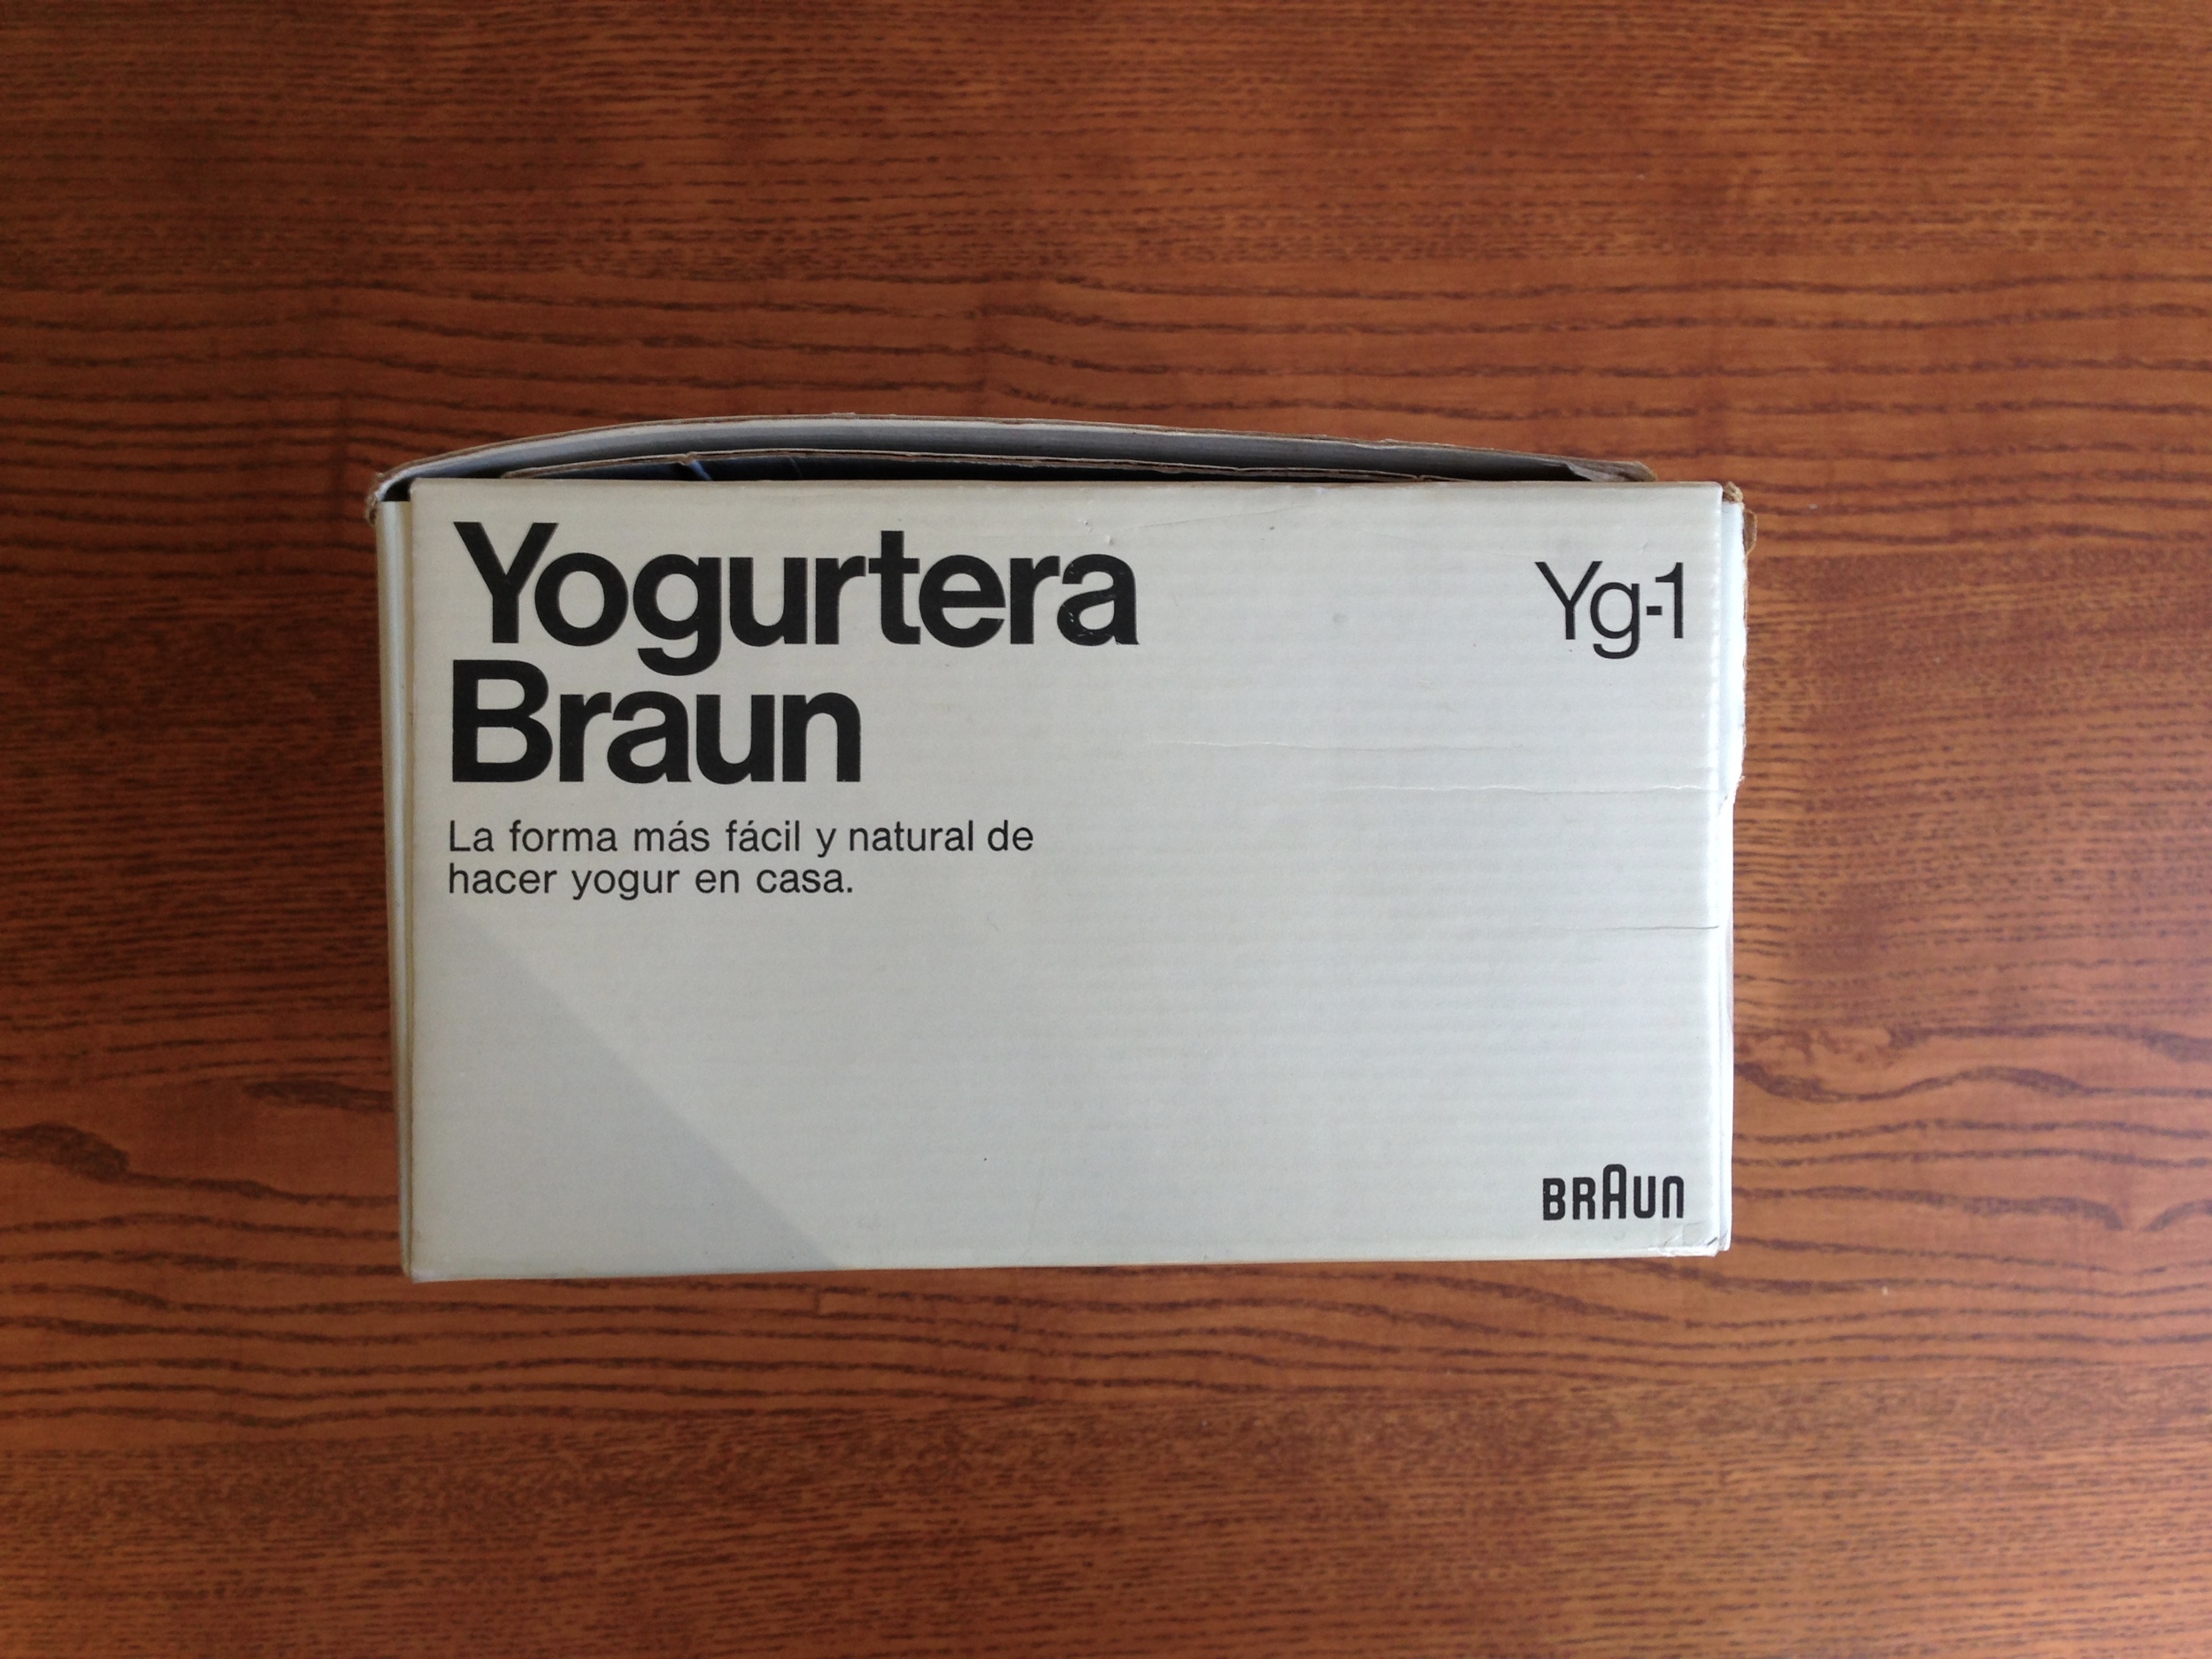 Yogurtera
Braun
Yg-1
La forma más fácil y natural de
hacer yogur en casa.
BRAUN